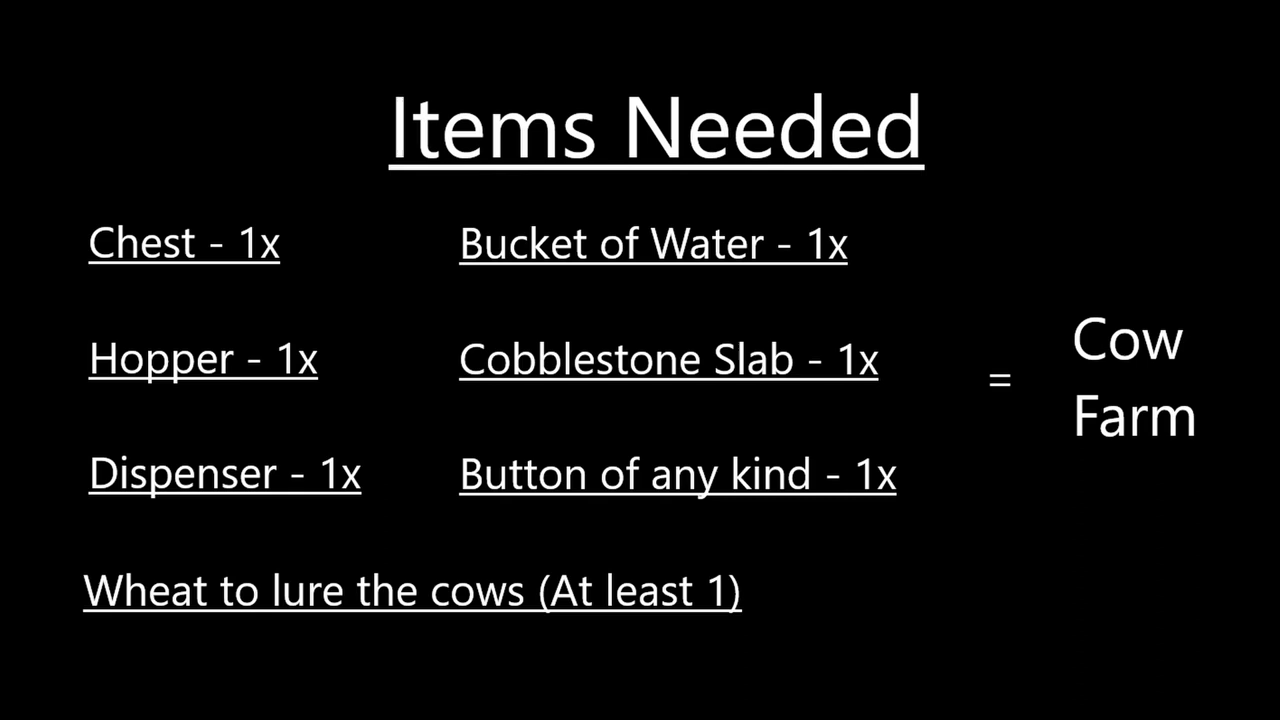 Items Needed
Chest - 1x
Bucket of Water - 1x
Hopper - 1x
Cobblestone Slab - 1x
Dispenser - 1x
Button of any kind - 1x
Wheat to lure the cows (At least 1)
=
Cow
Farm